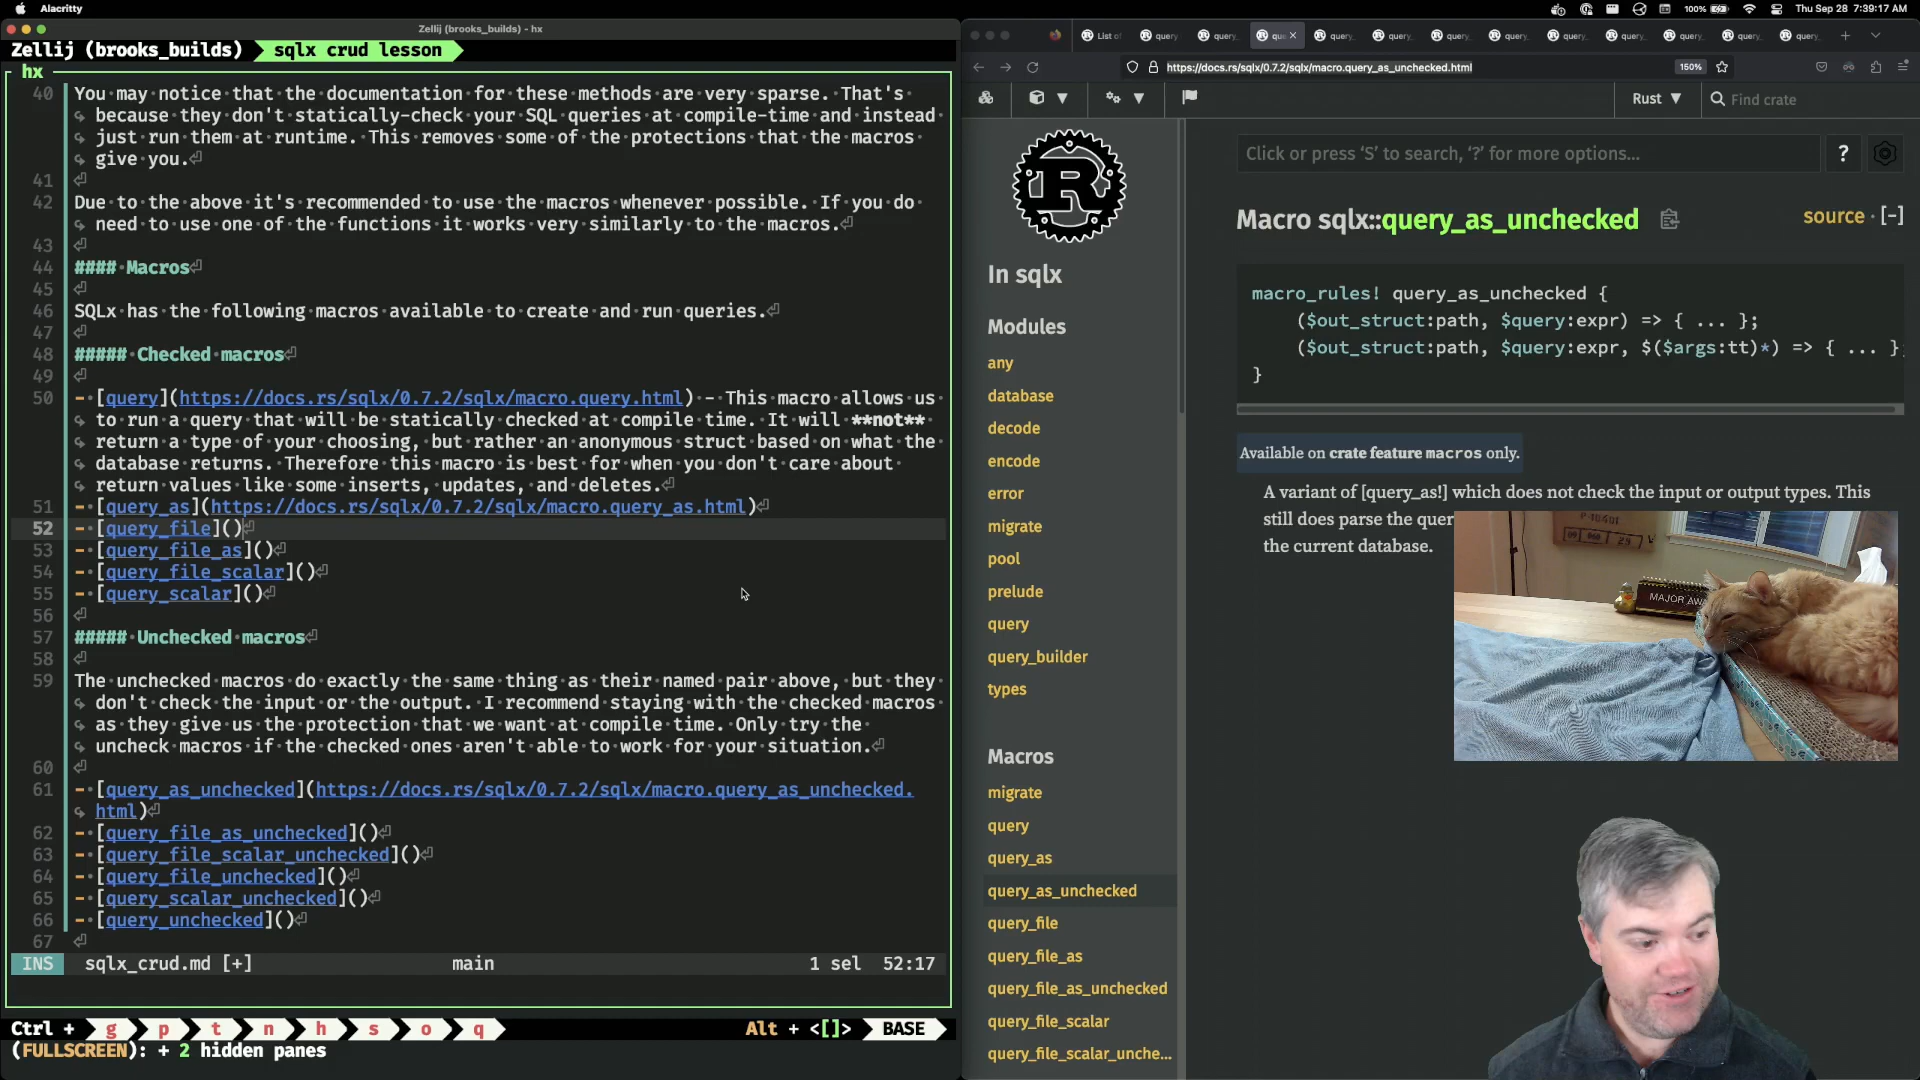 Alacritty
100%
Thu Sep 28 7:39:17 AM
Zellij (brooks_builds) - hx
Zellij (brooks_builds) sqlx crud lesson
hx
40 You may notice that the documentation for these methods are very sparse. That's
because they don't statically-check your SQL queries at compile-time and instead
just run them at runtime. This removes some of the protections that the macros
give you.
41
42 Due to the above it's recommended to use the macros whenever possible. If you do
need to use one of the functions it works very similarly to the macros.
43
44 #### Macros
45
46 SQLx has the following macros available to create and run queries.
47
48 ##### Checked macros
49
50 - [query](https://docs.rs/sqlx/0.7.2/sqlx/macro.query.html) - This macro allows us
to run a query that will be statically checked at compile time. It will **not**
return a type of your choosing, but rather an anonymous struct based on what the
database returns. Therefore this macro is best for when you don't care about
return values like some inserts, updates, and deletes.
51 - [query_as](https://docs.rs/sqlx/0.7.2/sqlx/macro.query_as.html)
52 - [query_file]()
53 - [query_file_as]()
54 - [query_file_scalar]()
55 - [query_scalar]()
56
57 ##### Unchecked macros
58
59 The unchecked macros do exactly the same thing as their named pair above, but they
don't check the input or the output. I recommend staying with the checked macros
as they give us the protection that we want at compile time. Only try the
uncheck macros if the checked ones aren't able to work for your situation.
60
61 - [query_as_unchecked](https://docs.rs/sqlx/0.7.2/sqlx/macro.query_as_unchecked.
html)
62 - [query_file_as_unchecked]()
63 - [query_file_scalar_unchecked]()
64 - [query_file_unchecked]()
65 - [query_scalar_unchecked]()
66 - [query_unchecked]()
67
INS sqlx_crud.md [+] main 1 sel 52:17
Ctrl + g p t n h s o q Alt + <[]> BASE
(FULLSCREEN): + 2 hidden panes
List of query query query query query query query query query query query query
https://docs.rs/sqlx/0.7.2/sqlx/macro.query_as_unchecked.html
150%
Rust
Find crate
Click or press ‘S’ to search, ‘?’ for more options...
?
Macro sqlx::query_as_unchecked
source · [-]
macro_rules! query_as_unchecked {
($out_struct:path, $query:expr) => { ... };
($out_struct:path, $query:expr, $($args:tt)*) => { ... };
}
Available on crate feature macros only.
A variant of [query_as!] which does not check the input or output types. This
still does parse the quer
the current database.
In sqlx
Modules
any
database
decode
encode
error
migrate
pool
prelude
query
query_builder
types
Macros
migrate
query
query_as
query_as_unchecked
query_file
query_file_as
query_file_as_unchecked
query_file_scalar
query_file_scalar_unche...
MAJOR AW